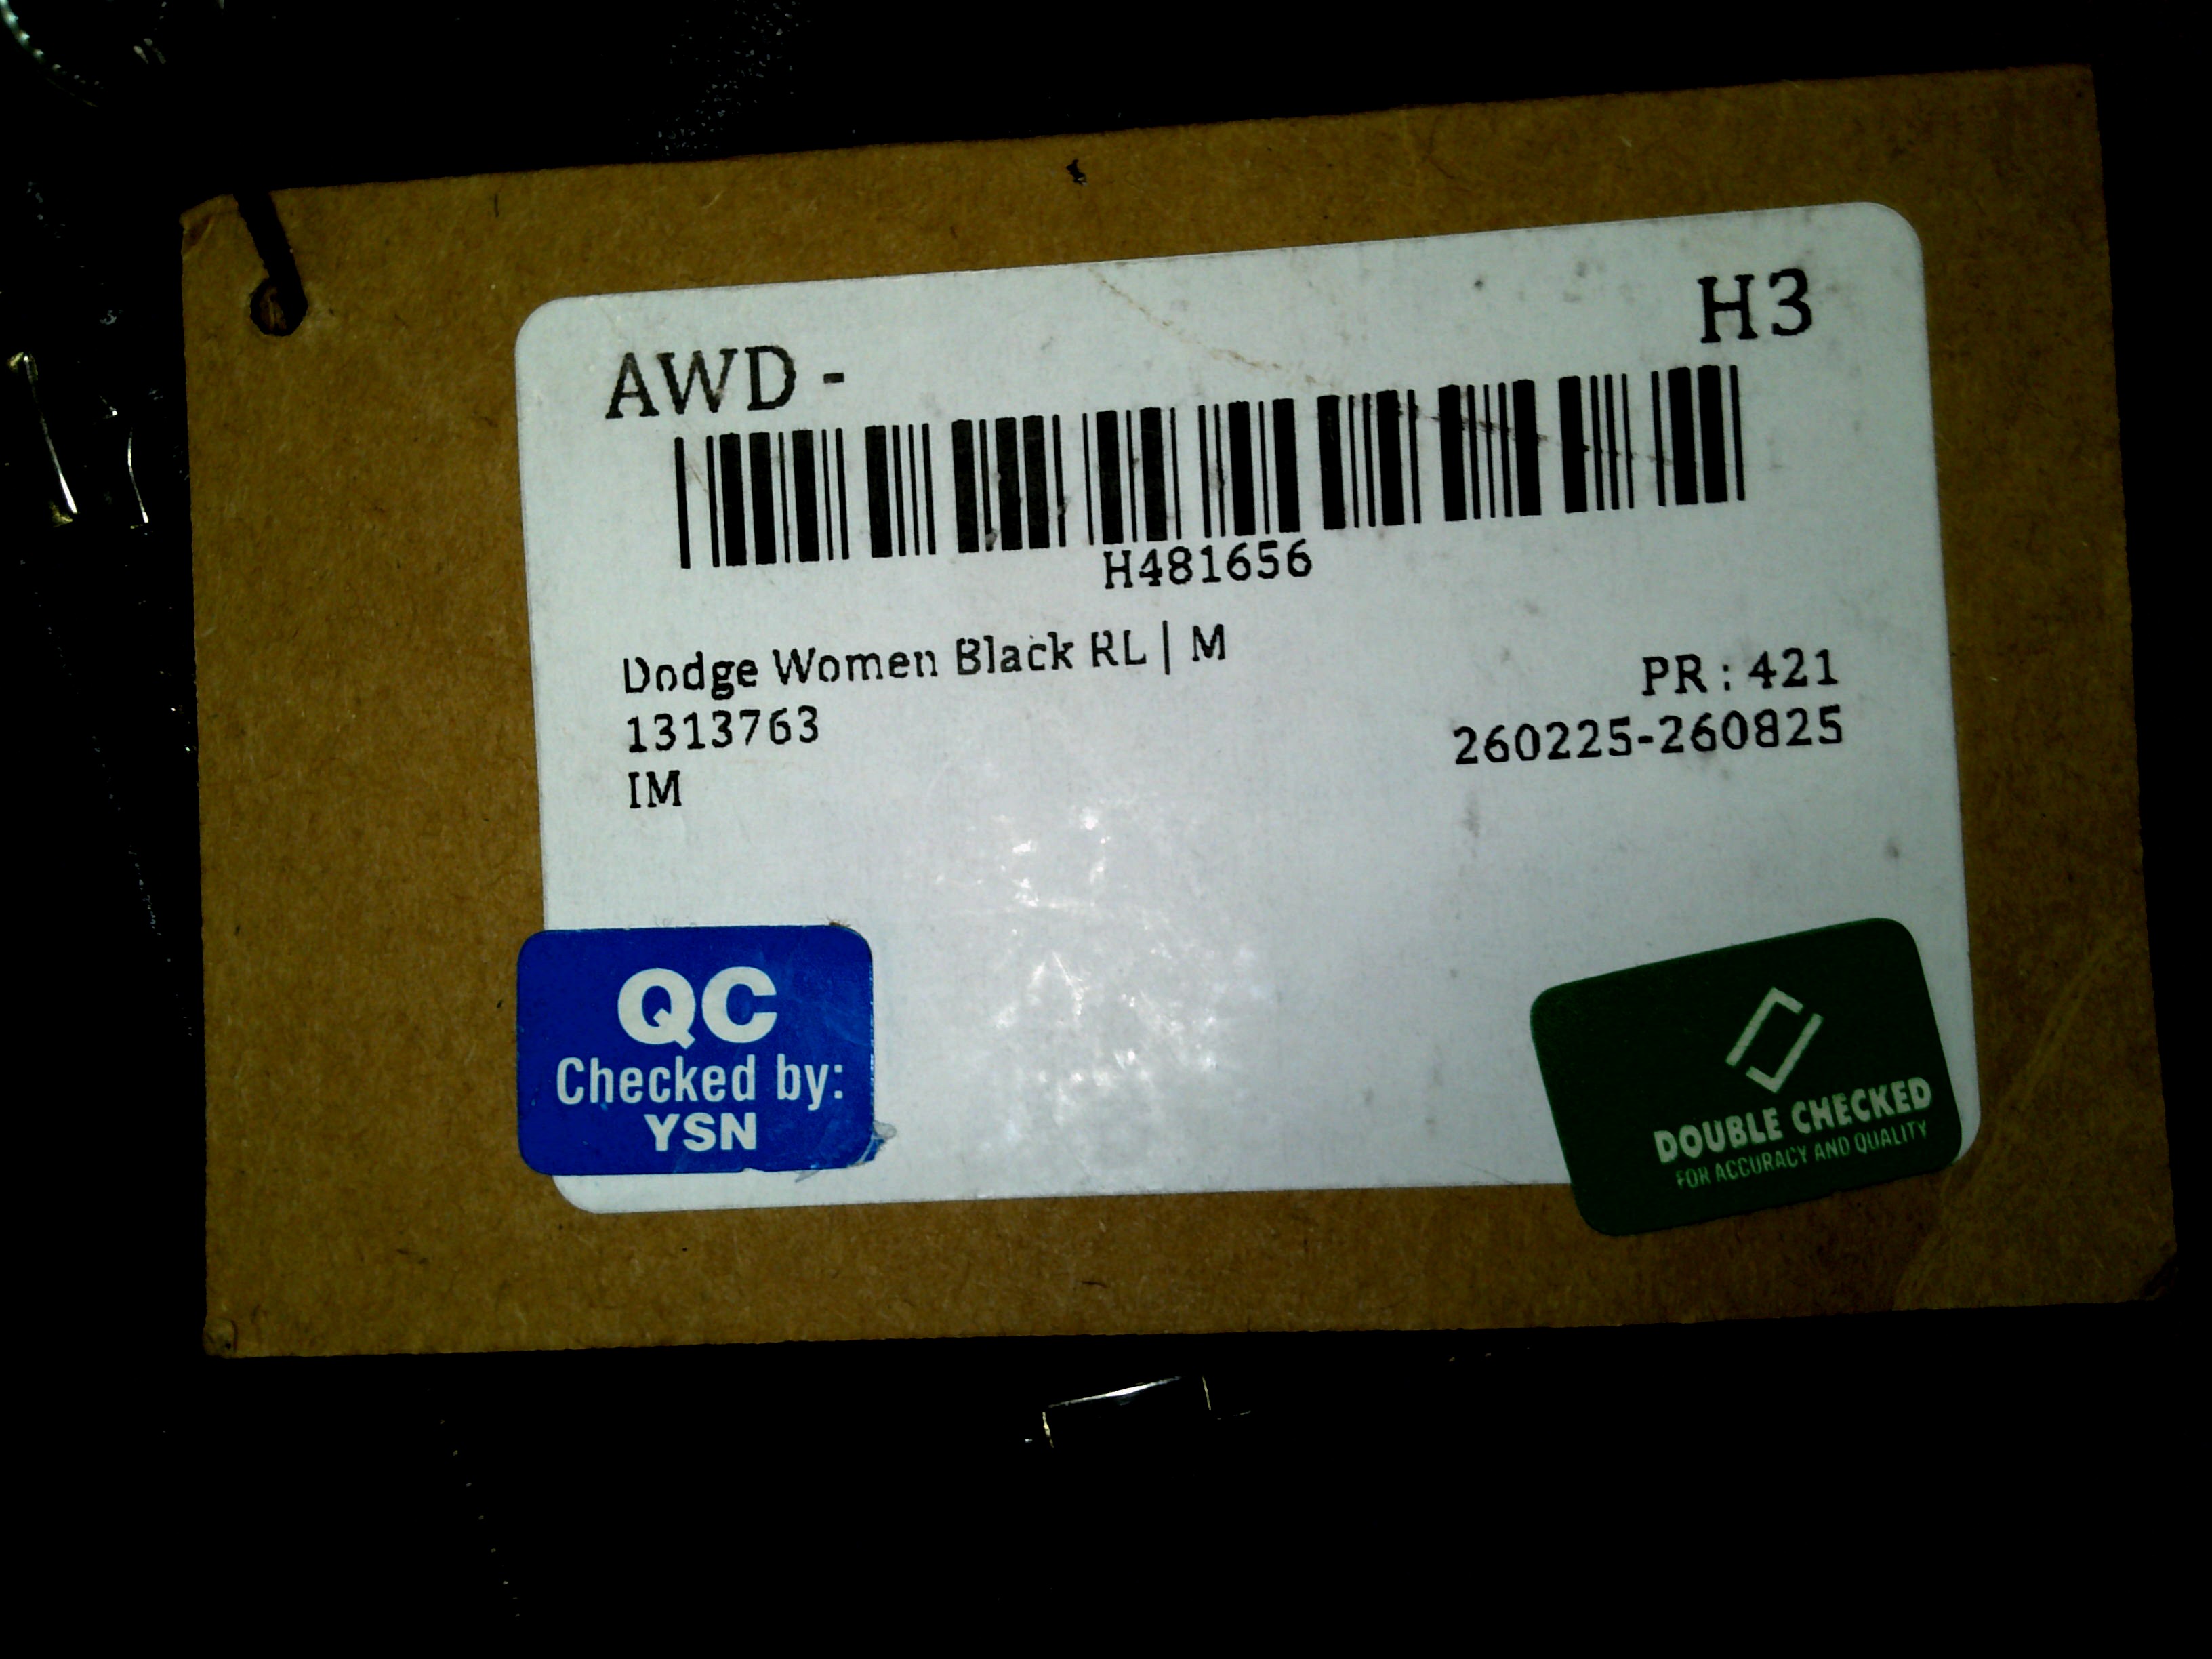 AWD - H3
H481656
Dodge Women Black RL | M
1313763 PR : 421
IM 260225-260825
QC
Checked by:
YSN
DOUBLE CHECKED
FOR ACCURACY AND QUALITY